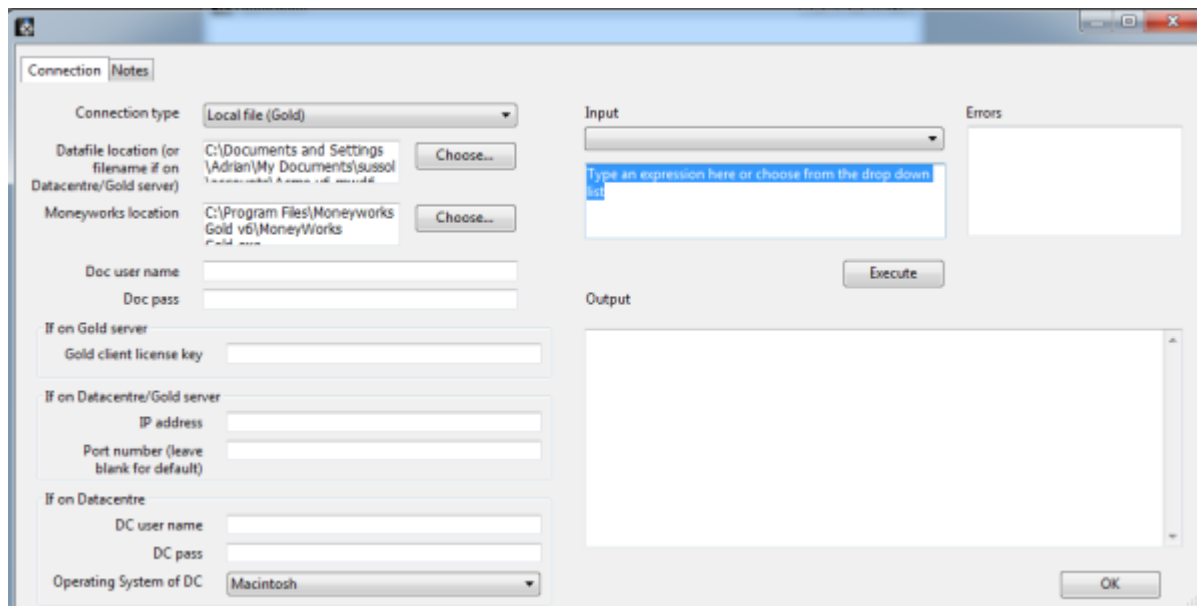 Connection Notes
Connection type
Local file (Gold)
Datafile location (or
filename if on
Datacentre/Gold server)
C:\Documents and Settings
\Adrian\My Documents\sussol
Choose...
Moneyworks location
C:\Program Files\Moneyworks
Gold v6\MoneyWorks
Choose...
Doc user name
Doc pass
If on Gold server
Gold client license key
If on Datacentre/Gold server
IP address
Port number (leave
blank for default)
If on Datacentre
DC user name
DC pass
Operating System of DC
Macintosh
Input
Type an expression here or choose from the drop down
list
Errors
Execute
Output
OK